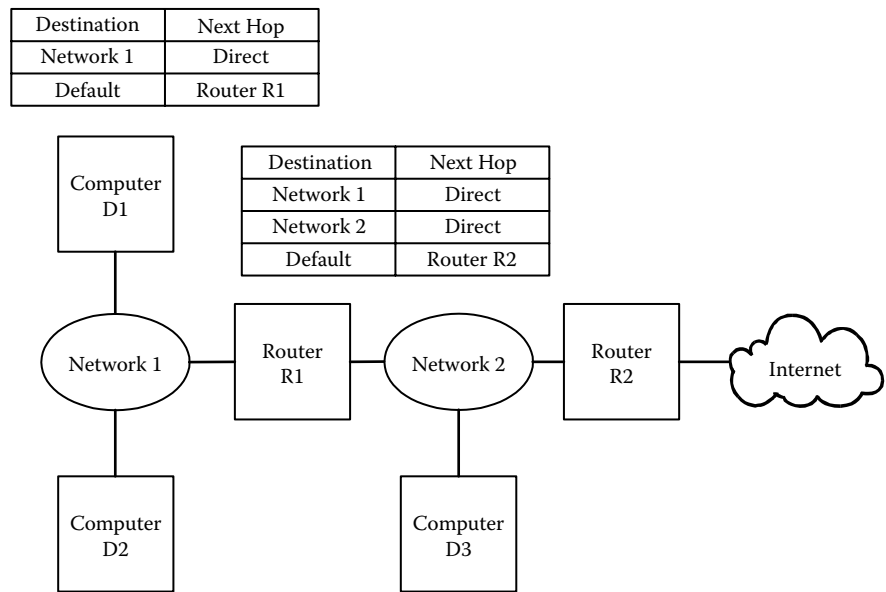 Destination Next Hop
Network 1 Direct
Default Router R1
Computer
D1
Destination Next Hop
Network 1 Direct
Network 2 Direct
Default Router R2
Network 1
Router
R1
Network 2
Router
R2
Internet
Computer
D2
Computer
D3